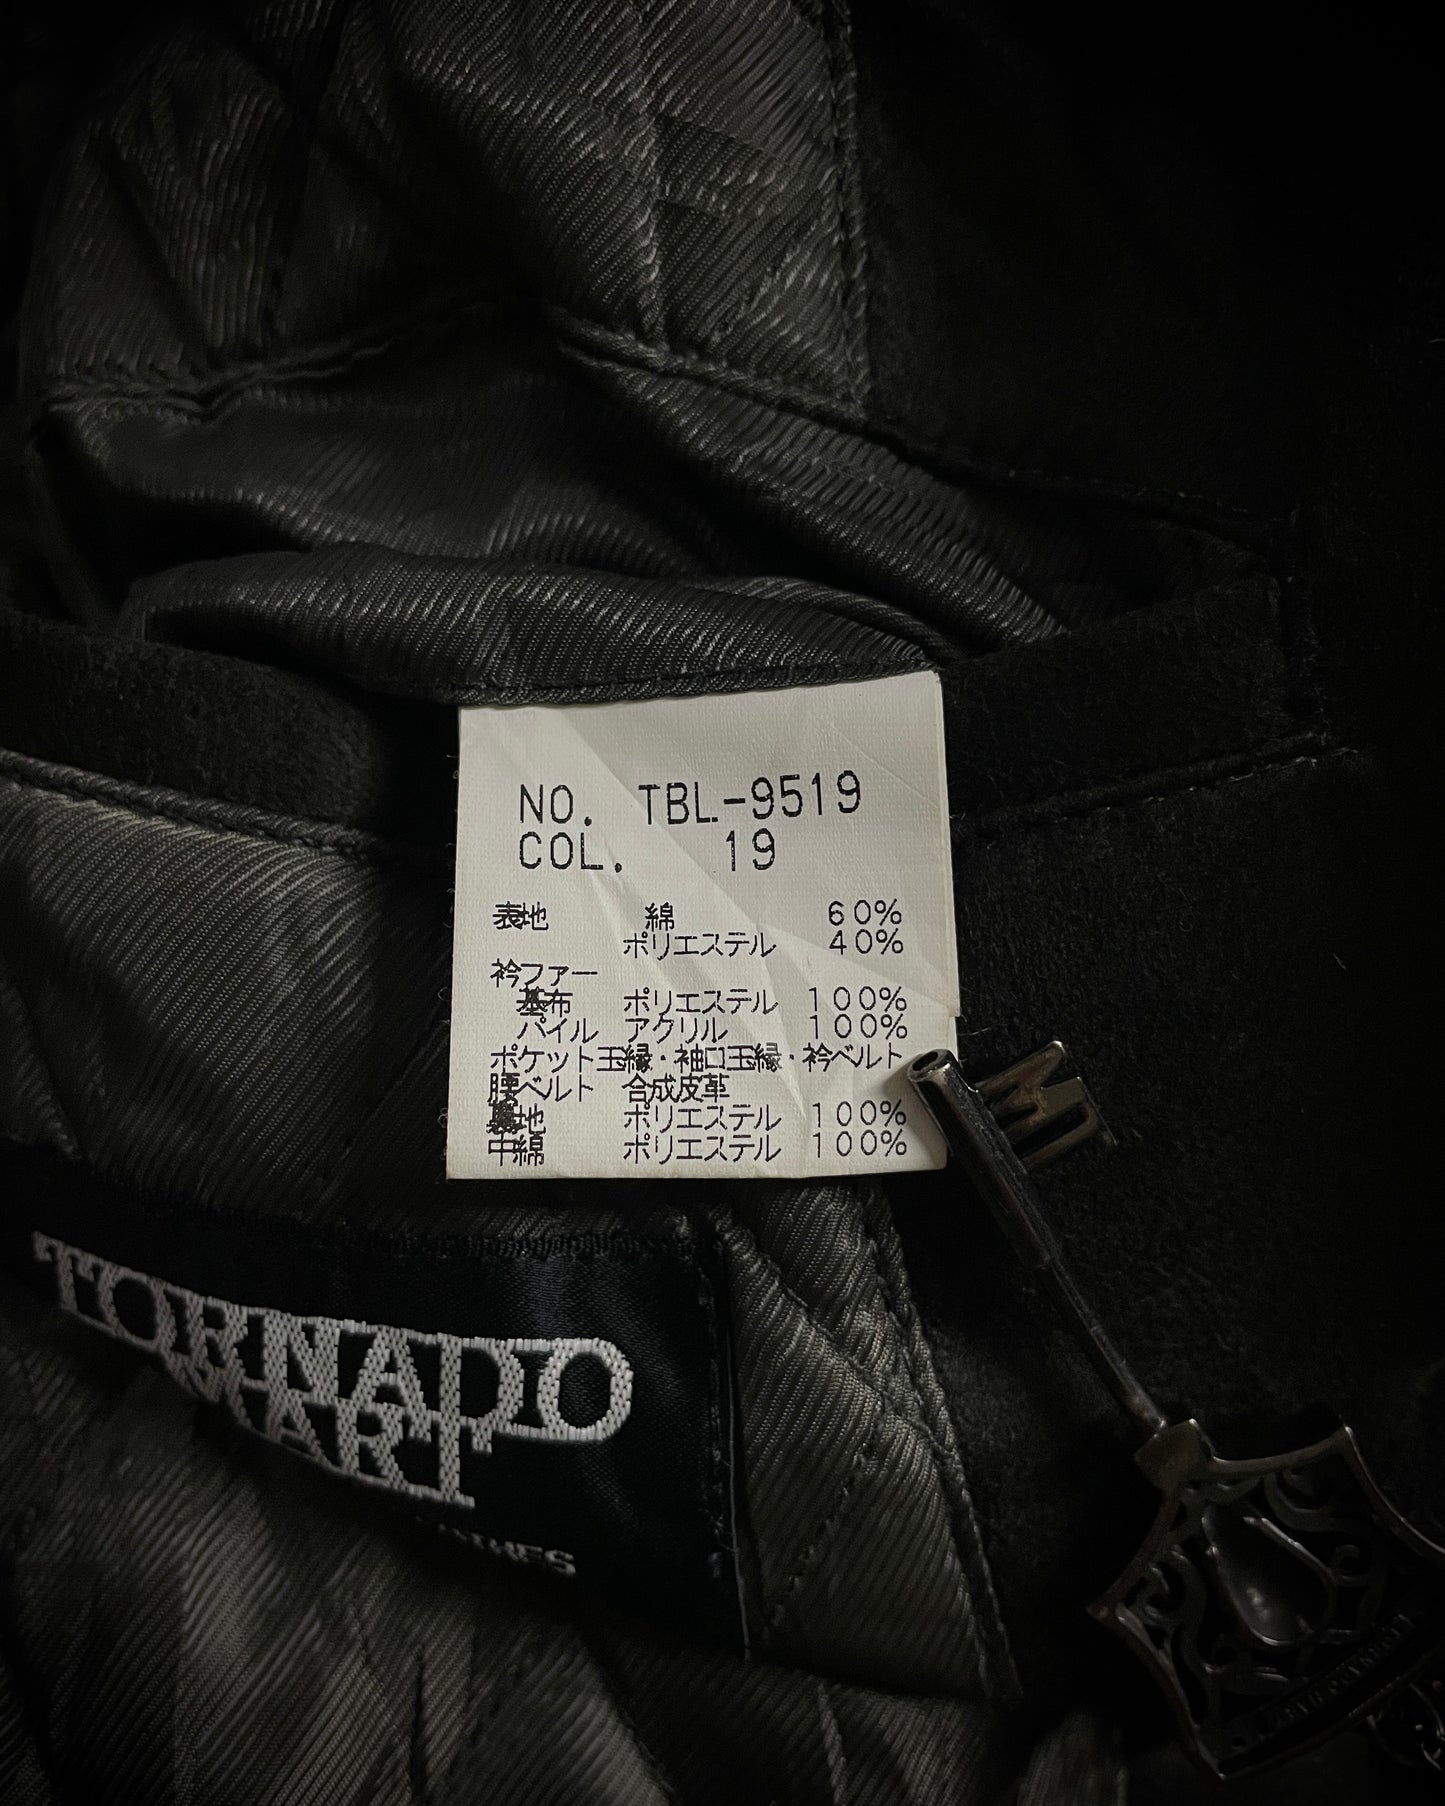 NO. TBL-9519
COL. 19
表地 綿 60%
ポリエステル 40%
衿ファー
基布 ポリエステル 100%
パイル アクリル 100%
ポケット玉縁・袖口玉縁・衿ベルト
腰ベルト 合成皮革
裏地 ポリエステル 100%
中綿 ポリエステル 100%
TORNADO
MART
TORNADO MART